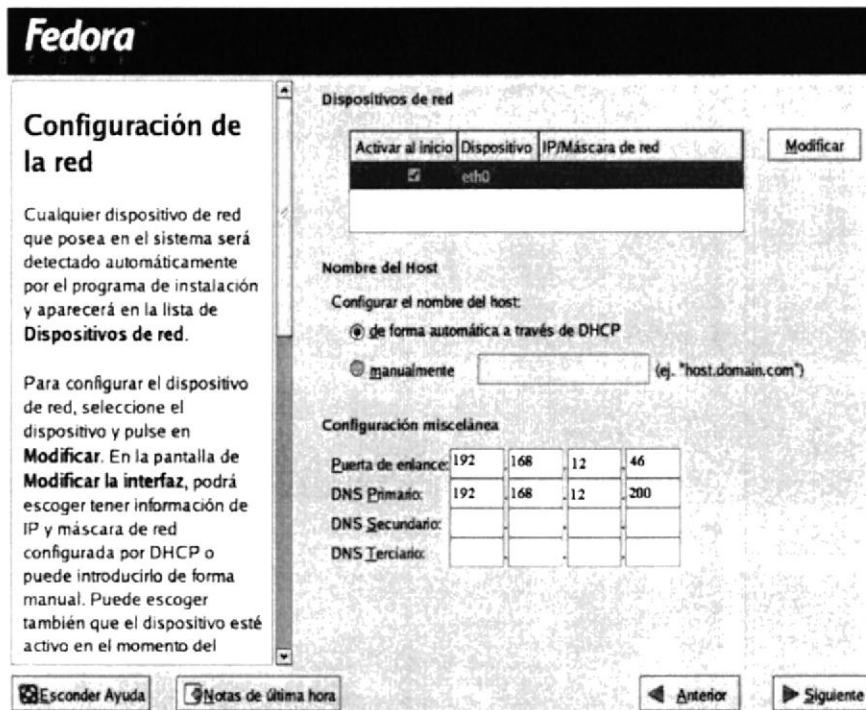 Fedora
CORE
Configuración de
la red
Cualquier dispositivo de red
que posea en el sistema será
detectado automáticamente
por el programa de instalación
y aparecerá en la lista de
Dispositivos de red.
Para configurar el dispositivo
de red, seleccione el
dispositivo y pulse en
Modificar. En la pantalla de
Modificar la interfaz, podrá
escoger tener información de
IP y máscara de red
configurada por DHCP o
puede introducirlo de forma
manual. Puede escoger
también que el dispositivo esté
activo en el momento del
Dispositivos de red
Activar al inicio Dispositivo IP/Máscara de red
eth0
Modificar
Nombre del Host
Configurar el nombre del host:
de forma automática a través de DHCP
manualmente (ej. "host.domain.com")
Configuración miscelánea
Puerta de enlance: 192 .168 .12 .46
DNS Primario: 192 .168 .12 .200
DNS Secundario: . . .
DNS Terciario: . . .
Esconder Ayuda Notas de última hora Anterior Siguiente